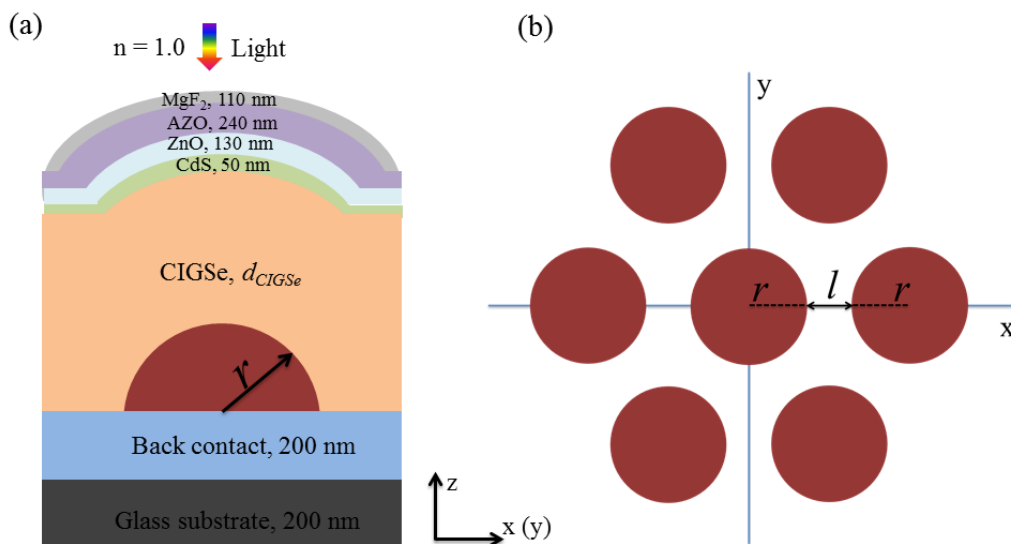 (a)
n = 1.0
Light
MgF₂, 110 nm
AZO, 240 nm
ZnO, 130 nm
CdS, 50 nm
CIGSe, d_CIGSe
r
Back contact, 200 nm
Glass substrate, 200 nm
z
x (y)
(b)
y
r
l
r
x